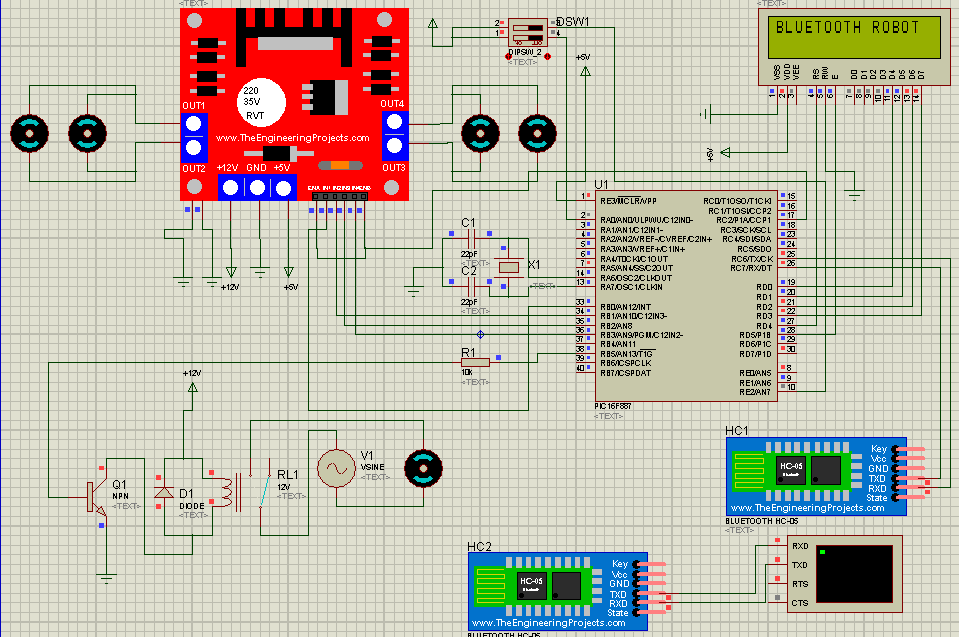 <TEXT>
OUT1
OUT4
220
35V
RVT
www.TheEngineeringProjects.com
OUT2
+12V
GND
+5V
OUT3
+12V
+5V
2
1
3
4
DSW1
DIPSW_2
<TEXT>
+5V
<TEXT>
BLUETOOTH ROBOT
VSS
VDD
VEE
RS
RW
E
D0
D1
D2
D3
D4
D5
D6
D7
1
2
3
4
5
6
7
8
9
10
11
12
13
14
+5V
U1
1
RE3/MCLR/VPP
2
RA0/AN0/ULPWU/C12IN0-
3
RA1/AN1/C12IN1-
4
RA2/AN2/VREF-/CVREF/C2IN+
5
RA3/AN3/VREF+/C1IN+
6
RA4/T0CKI/C1OUT
7
RA5/AN4/SS/C2OUT
14
RA6/OSC2/CLKOUT
13
RA7/OSC1/CLKIN
33
RB0/AN12/INT
34
RB1/AN10/C12IN3-
35
RB2/AN8
36
RB3/AN9/PGM/C12IN2-
37
RB4/AN11
38
RB5/AN13/T1G
39
RB6/ICSPCLK
40
RB7/ICSPDAT
RC0/T1OSO/T1CKI
15
RC1/T1OSI/CCP2
16
RC2/P1A/CCP1
17
RC3/SCK/SCL
18
RC4/SDI/SDA
23
RC5/SDO
24
RC6/TX/CK
25
RC7/RX/DT
26
RD0
19
RD1
20
RD2
21
RD3
22
RD4
27
RD5/P1B
28
RD6/P1C
29
RD7/P1D
30
RE0/AN5
8
RE1/AN6
9
RE2/AN7
10
PIC16F887
<TEXT>
C1
22pF
<TEXT>
C2
22pF
<TEXT>
X1
<TEXT>
R1
10k
<TEXT>
+12V
Q1
NPN
<TEXT>
D1
DIODE
<TEXT>
RL1
12V
<TEXT>
V1
VSINE
<TEXT>
HC1
HC-05
Bluetooth
Key
Vcc
GND
TXD
RXD
State
www.TheEngineeringProjects.com
BLUETOOTH HC-05
<TEXT>
HC2
HC-05
Bluetooth
Key
Vcc
GND
TXD
RXD
State
www.TheEngineeringProjects.com
BLUETOOTH HC-05
RXD
TXD
RTS
CTS